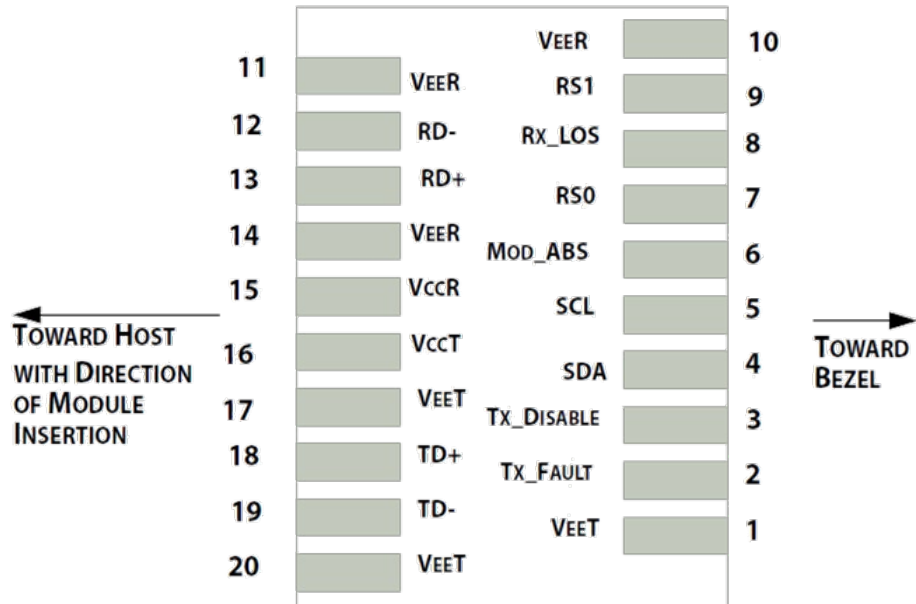 11 VEER
12 RD-
13 RD+
14 VEER
15 VCCR
16 VCCT
17 VEET
18 TD+
19 TD-
20 VEET
VEER 10
RS1 9
RX_LOS 8
RS0 7
MOD_ABS 6
SCL 5
SDA 4
TX_DISABLE 3
TX_FAULT 2
VEET 1
TOWARD HOST
WITH DIRECTION
OF MODULE
INSERTION
TOWARD
BEZEL